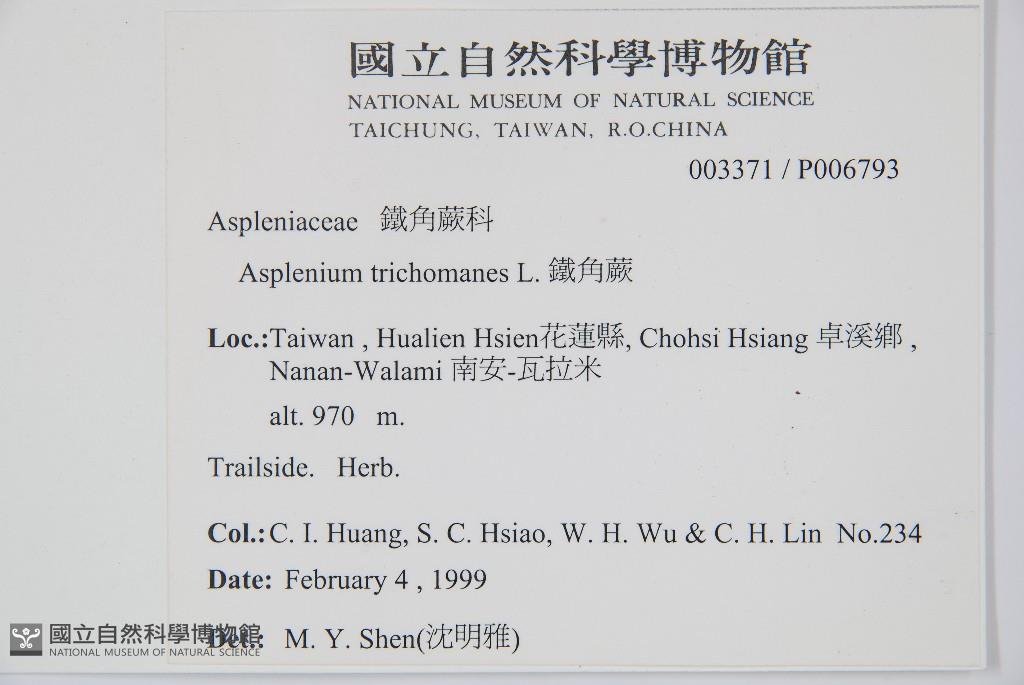 國立自然科學博物館
NATIONAL MUSEUM OF NATURAL SCIENCE
TAICHUNG, TAIWAN, R.O.CHINA
003371 / P006793
Aspleniaceae 鐵角蕨科
Asplenium trichomanes L. 鐵角蕨
Loc.:Taiwan , Hualien Hsien花蓮縣, Chohsi Hsiang 卓溪鄉 ,
Nanan-Walami 南安-瓦拉米
alt. 970 m.
Trailside. Herb.
Col.: C. I. Huang, S. C. Hsiao, W. H. Wu & C. H. Lin No.234
Date: February 4 , 1999
Det.: M. Y. Shen(沈明雅)
國立自然科學博物館
NATIONAL MUSEUM OF NATURAL SCIENCE